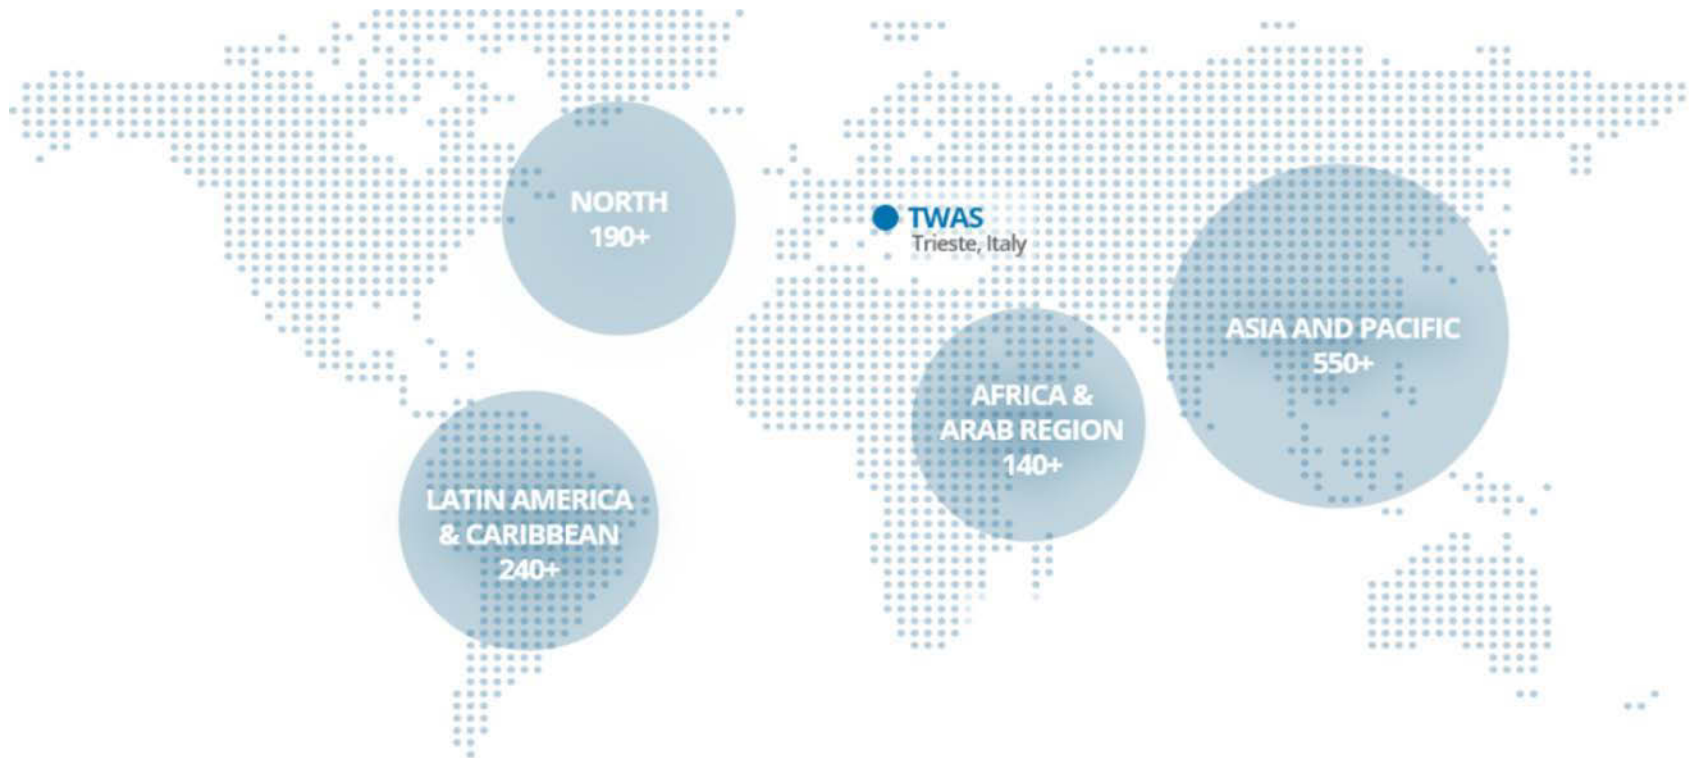 NORTH
190+
TWAS
Trieste, Italy
ASIA AND PACIFIC
550+
AFRICA &
ARAB REGION
140+
LATIN AMERICA
& CARIBBEAN
240+